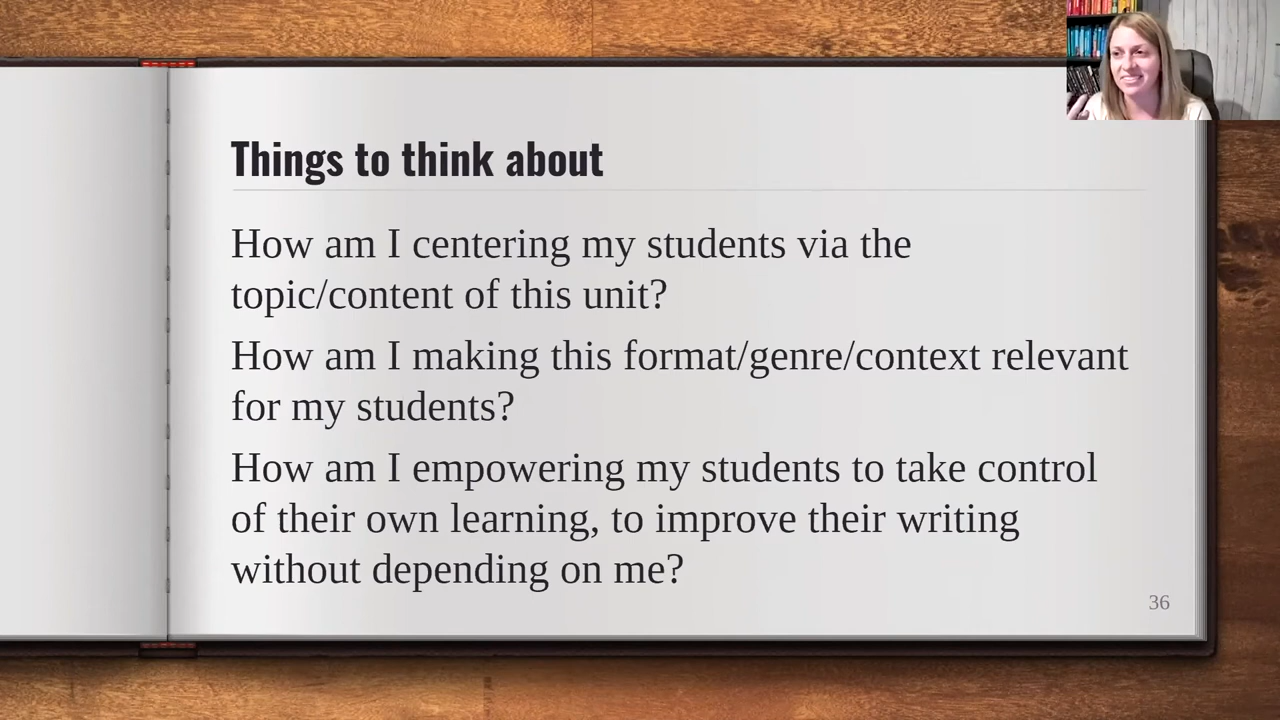 Things to think about
How am I centering my students via the
topic/content of this unit?
How am I making this format/genre/context relevant
for my students?
How am I empowering my students to take control
of their own learning, to improve their writing
without depending on me?
36